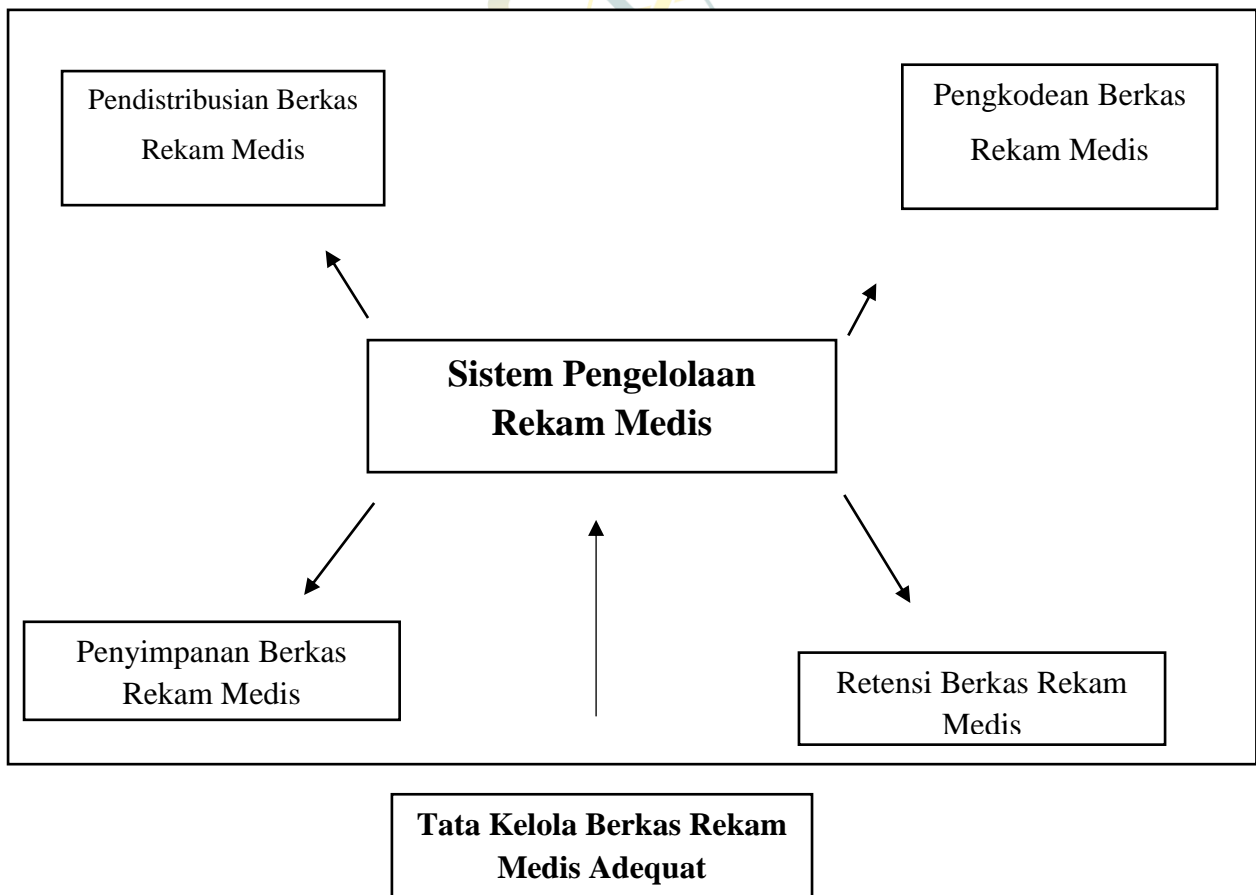 Pendistribusian Berkas
Rekam Medis
Pengkodean Berkas
Rekam Medis
Sistem Pengelolaan
Rekam Medis
Penyimpanan Berkas
Rekam Medis
Retensi Berkas Rekam
Medis
Tata Kelola Berkas Rekam
Medis Adequat